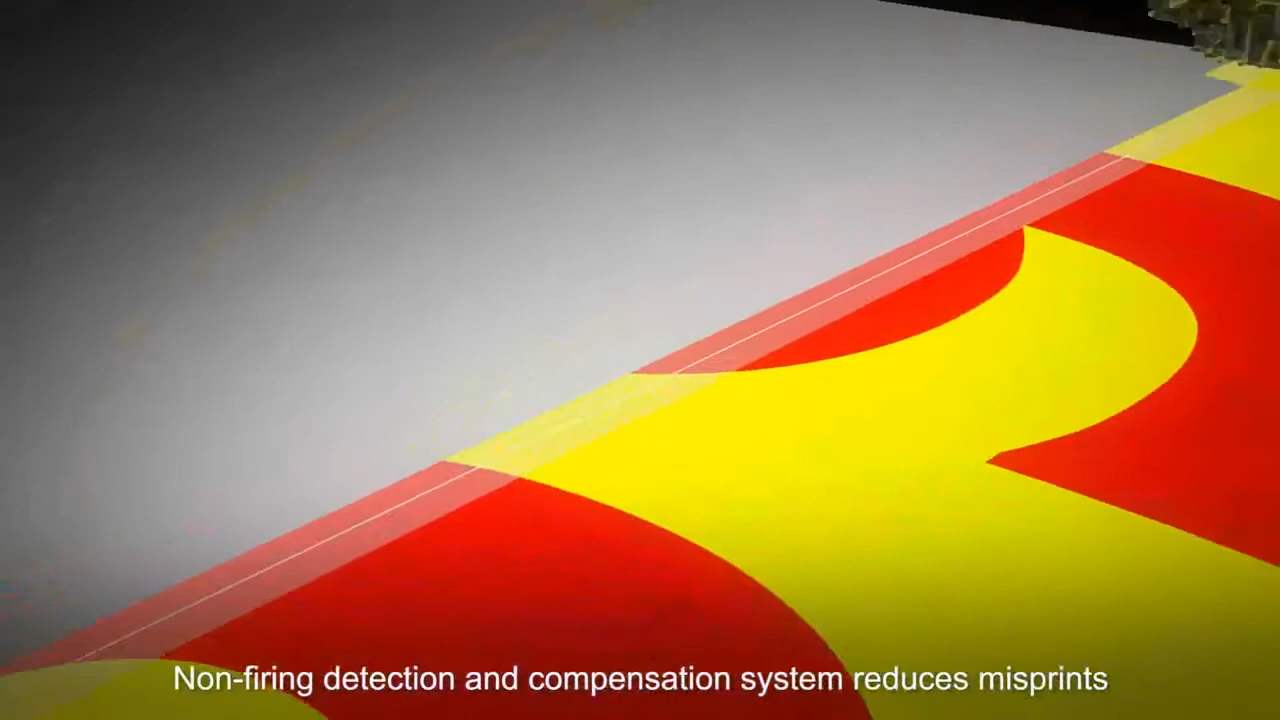 Non-firing detection and compensation system reduces misprints